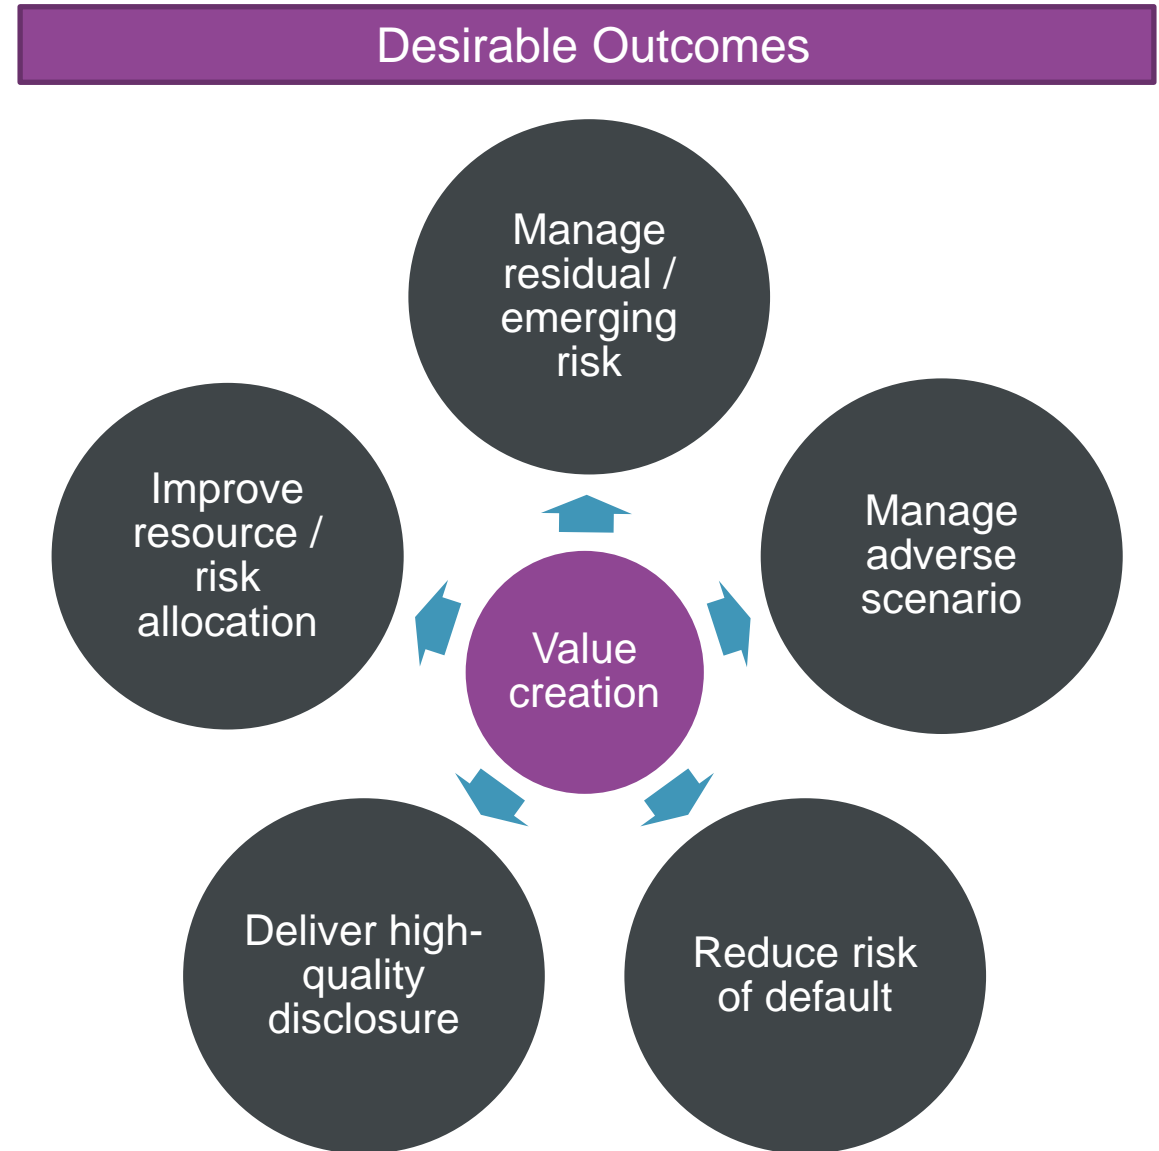 Desirable Outcomes
Manage
residual /
emerging
risk
Manage
adverse
scenario
Reduce risk
of default
Deliver high-
quality
disclosure
Improve
resource /
risk
allocation
Value
creation